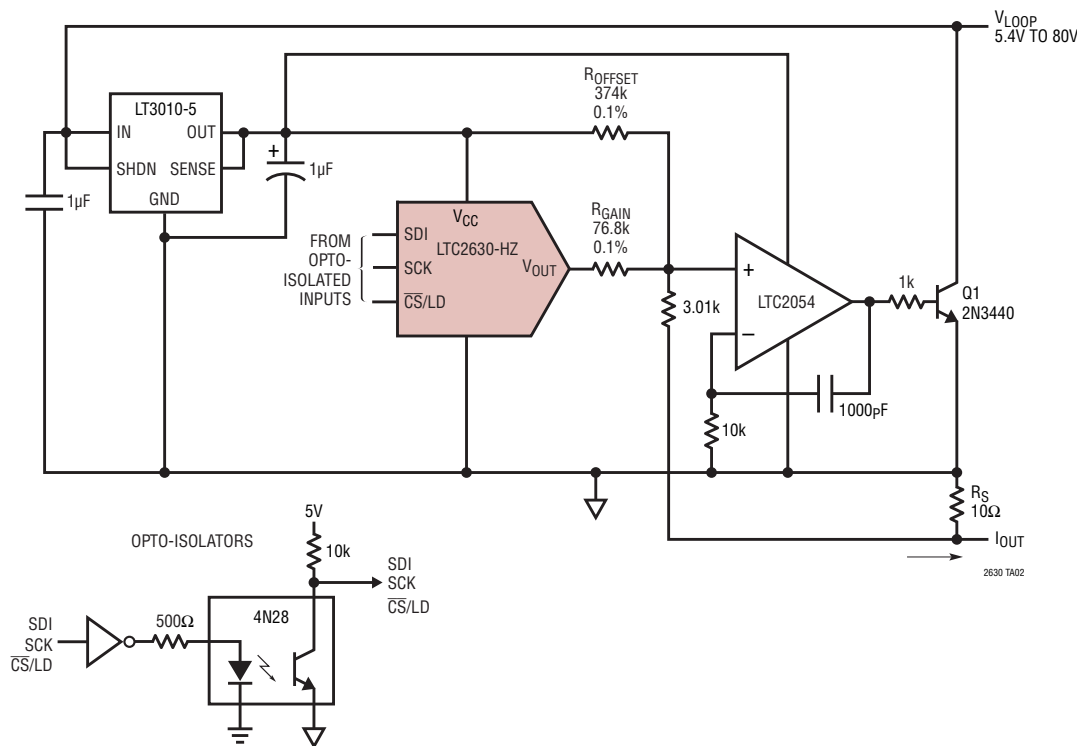 VLOOP
5.4V TO 80V
LT3010-5
IN
OUT
SHDN
SENSE
GND
1µF
+
1µF
ROFFSET
374k
0.1%
RGAIN
76.8k
0.1%
FROM
OPTO-
ISOLATED
INPUTS
SDI
SCK
C̅S̅/LD
VCC
LTC2630-HZ
VOUT
3.01k
+
–
LTC2054
1k
Q1
2N3440
1000pF
10k
RS
10Ω
IOUT
2630 TA02
OPTO-ISOLATORS
5V
10k
SDI
SCK
C̅S̅/LD
4N28
500Ω
SDI
SCK
C̅S̅/LD